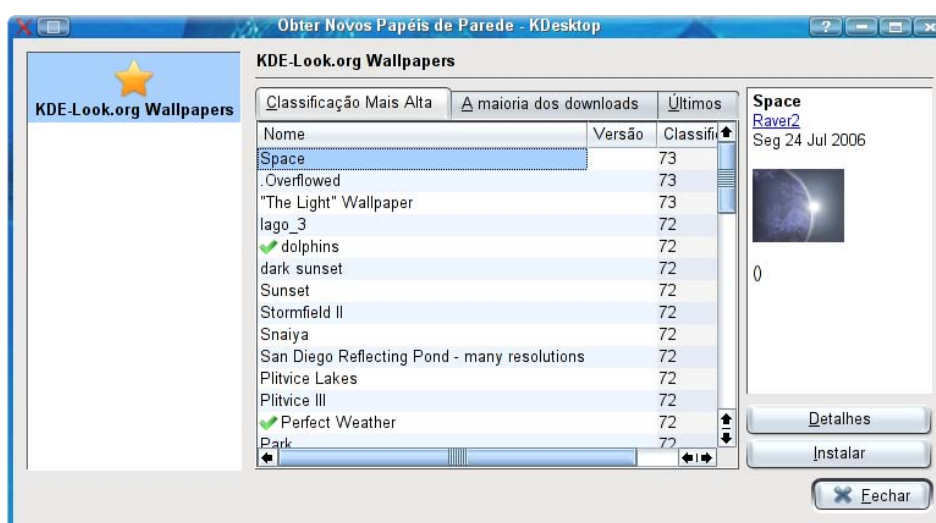 Obter Novos Papéis de Parede - KDesktop
KDE-Look.org Wallpapers
KDE-Look.org Wallpapers
Classificação Mais Alta
A maioria dos downloads
Últimos
Nome Versão Classific
Space 73
.Overflowed 73
"The Light" Wallpaper 73
lago_3 72
dolphins 72
dark sunset 72
Sunset 72
Stormfield II 72
Snaiya 72
San Diego Reflecting Pond - many resolutions 72
Plitvice Lakes 72
Plitvice III 72
Perfect Weather 72
Park 72
Space
Raver2
Seg 24 Jul 2006
()
Detalhes
Instalar
Fechar